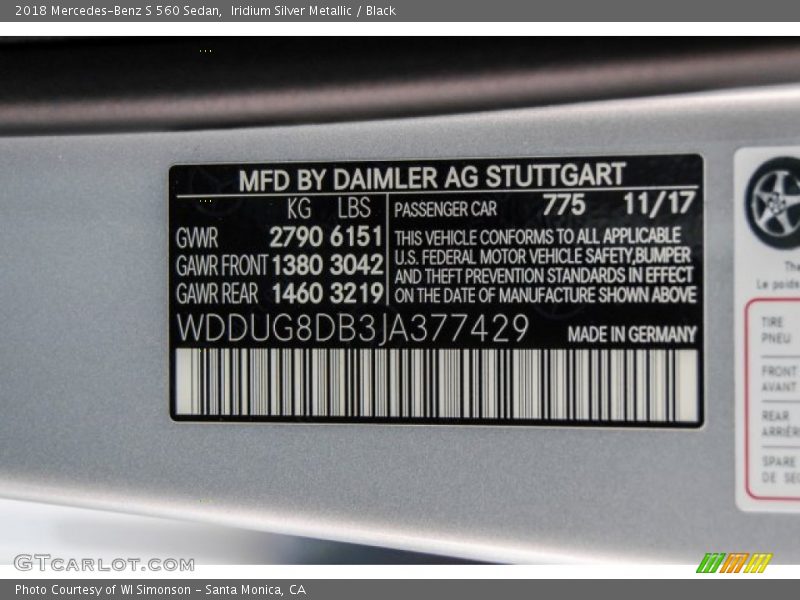 2018 Mercedes-Benz S 560 Sedan, Iridium Silver Metallic / Black
MFD BY DAIMLER AG STUTTGART
KG LBS
GVWR 2790 6151
GAWR FRONT 1380 3042
GAWR REAR 1460 3219
PASSENGER CAR 775 11/17
THIS VEHICLE CONFORMS TO ALL APPLICABLE
U.S. FEDERAL MOTOR VEHICLE SAFETY,BUMPER
AND THEFT PREVENTION STANDARDS IN EFFECT
ON THE DATE OF MANUFACTURE SHOWN ABOVE
WDDUG8DB3JA377429
MADE IN GERMANY
The
Le poids
TIRE
PNEU
FRONT
AVANT
REAR
ARRIÈR
SPARE
DE
GTcarlot.com
Photo Courtesy of WI Simonson - Santa Monica, CA